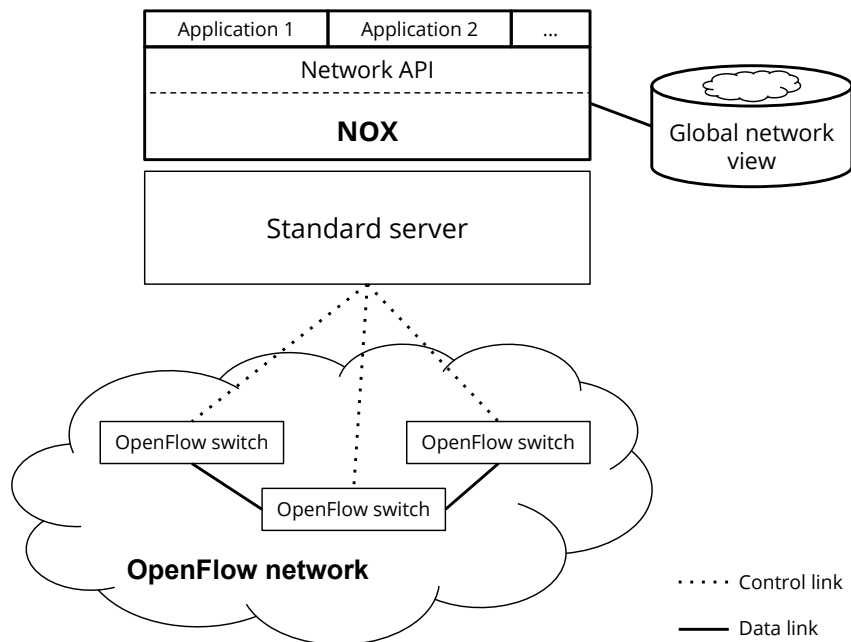 Application 1
Application 2
...
Network API
NOX
Global network
view
Standard server
OpenFlow switch
OpenFlow switch
OpenFlow switch
OpenFlow network
Control link
Data link